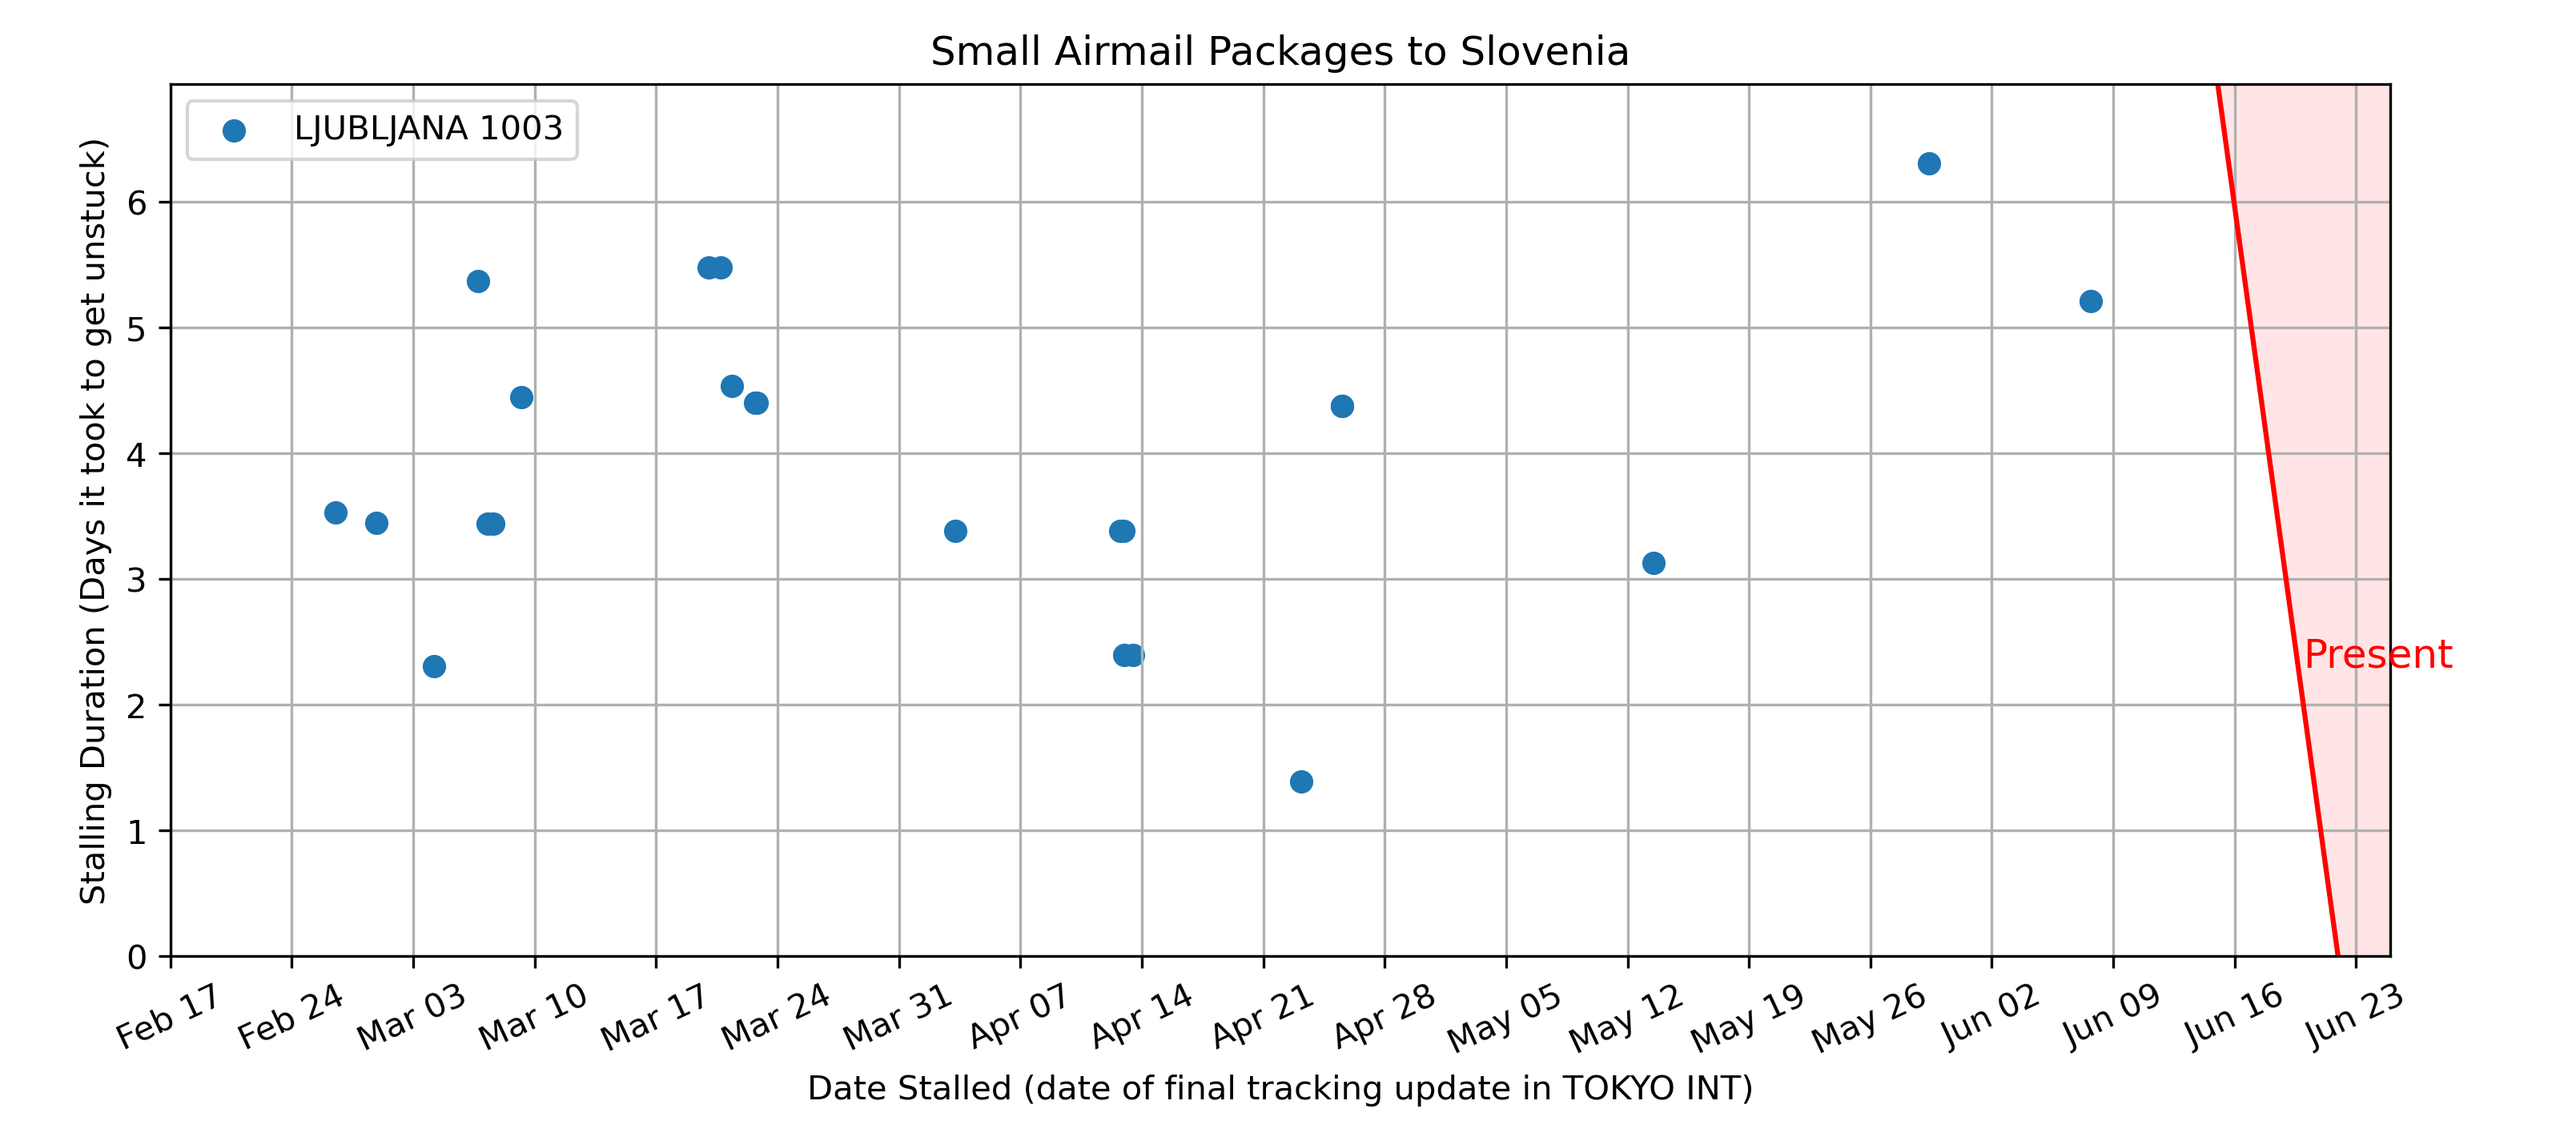 Small Airmail Packages to Slovenia
LJUBLJANA 1003
Stalling Duration (Days it took to get unstuck)
6
5
4
3
2
1
0
Present
Feb 17 Feb 24 Mar 03 Mar 10 Mar 17 Mar 24 Mar 31 Apr 07 Apr 14 Apr 21 Apr 28 May 05 May 12 May 19 May 26 Jun 02 Jun 09 Jun 16 Jun 23
Date Stalled (date of final tracking update in TOKYO INT)